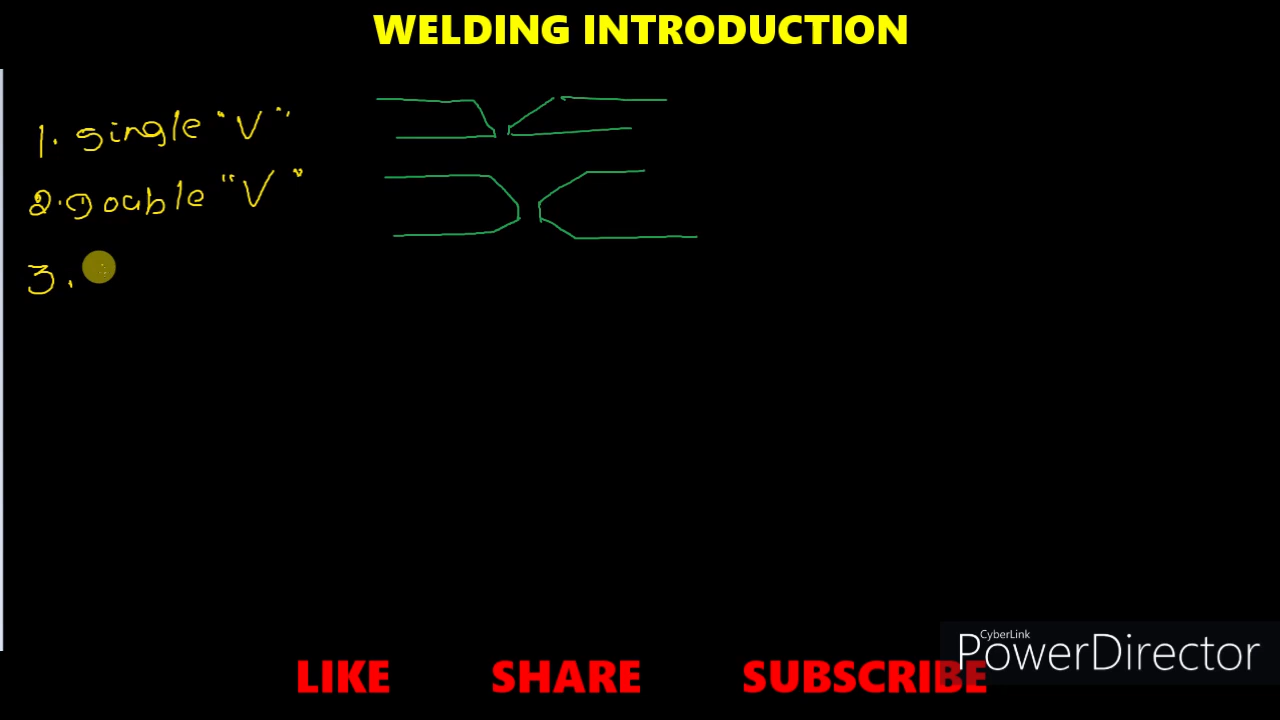 WELDING INTRODUCTION
1. single "V"
2. double "V"
3.
CyberLink
PowerDirector
LIKE SHARE SUBSCRIBE